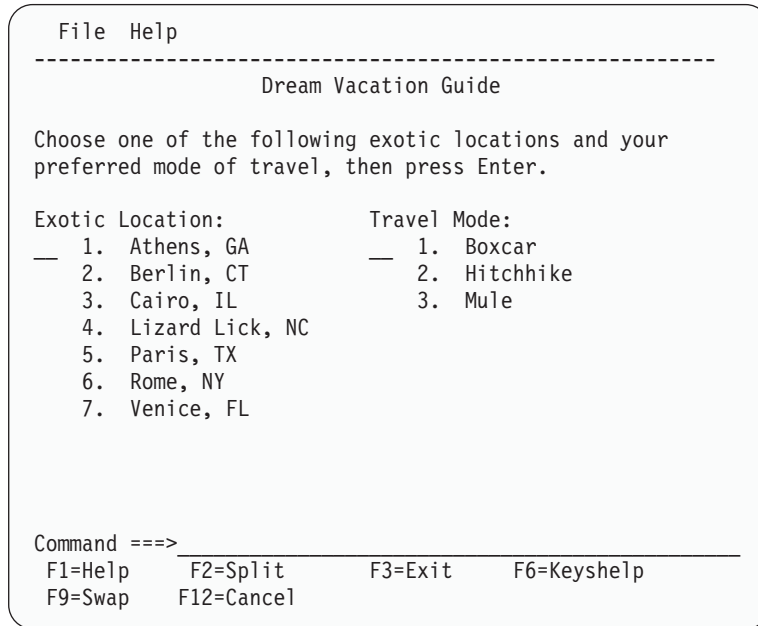 File Help
---------------------------------------------------------
Dream Vacation Guide
Choose one of the following exotic locations and your
preferred mode of travel, then press Enter.
Exotic Location: Travel Mode:
__ 1. Athens, GA __ 1. Boxcar
2. Berlin, CT 2. Hitchhike
3. Cairo, IL 3. Mule
4. Lizard Lick, NC
5. Paris, TX
6. Rome, NY
7. Venice, FL
Command ===>_______________________________________________
F1=Help F2=Split F3=Exit F6=Keyshelp
F9=Swap F12=Cancel